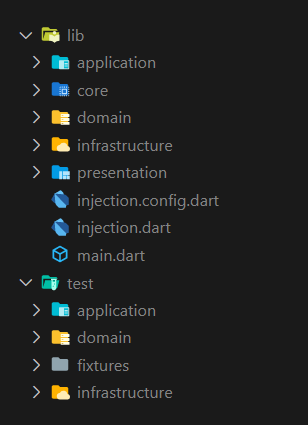 lib
application
core
domain
infrastructure
presentation
injection.config.dart
injection.dart
main.dart
test
application
domain
fixtures
infrastructure